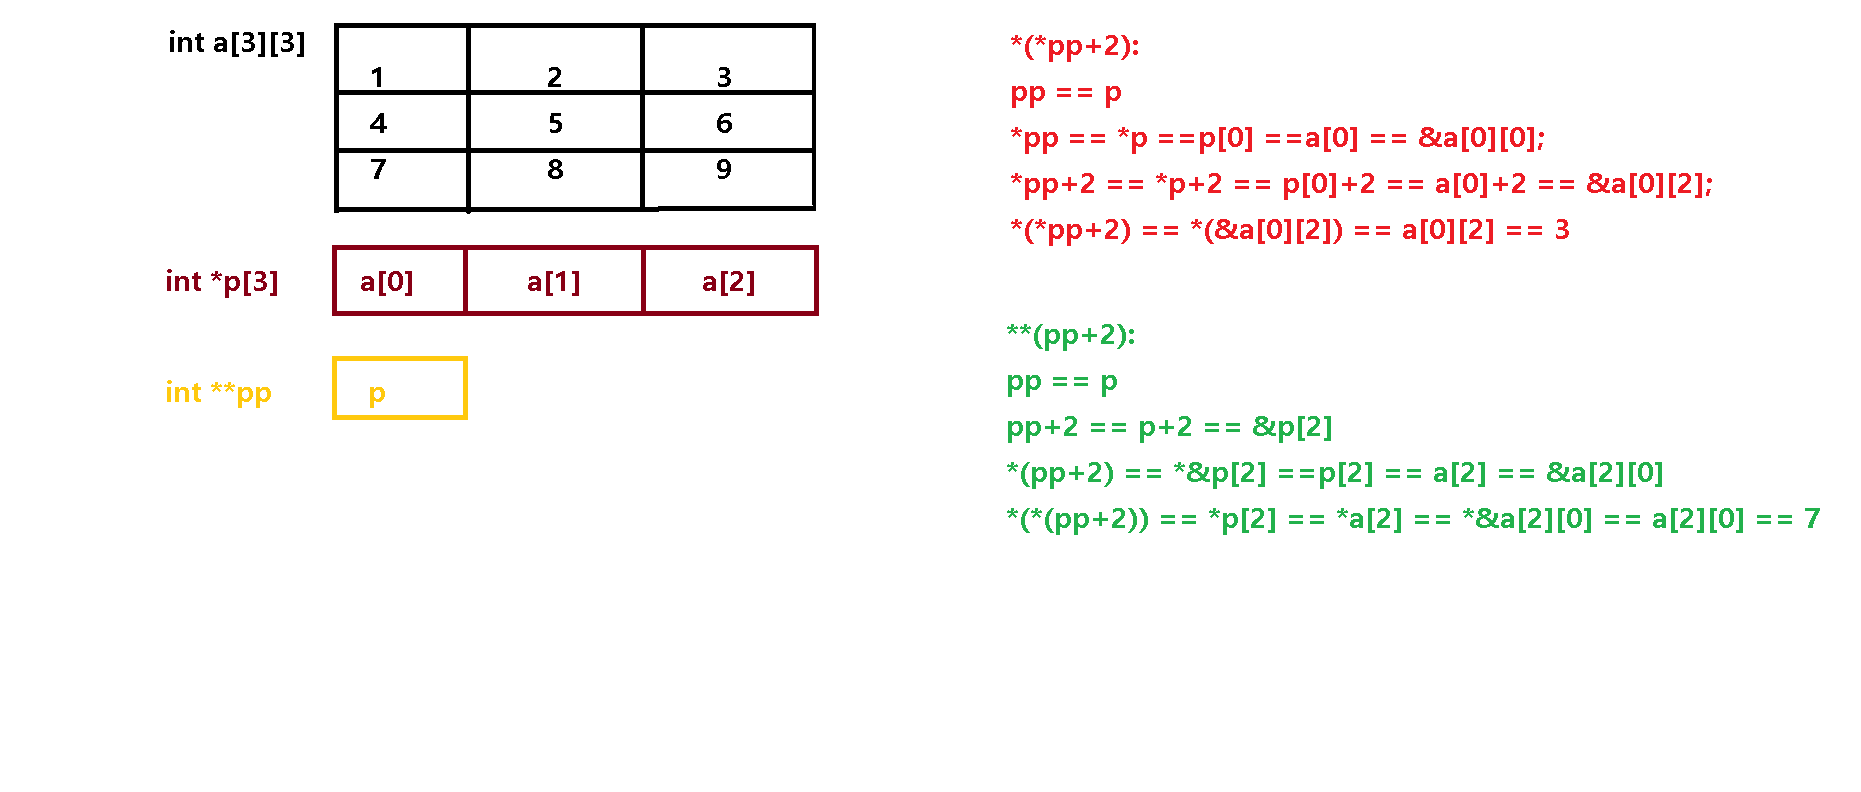 int a[3][3]
1 2 3
4 5 6
7 8 9
int *p[3] a[0] a[1] a[2]
int **pp p
*(*pp+2):
pp == p
*pp == *p ==p[0] ==a[0] == &a[0][0];
*pp+2 == *p+2 == p[0]+2 == a[0]+2 == &a[0][2];
*(*pp+2) == *(&a[0][2]) == a[0][2] == 3
**(pp+2):
pp == p
pp+2 == p+2 == &p[2]
*(pp+2) == *&p[2] ==p[2] == a[2] == &a[2][0]
*(*(pp+2)) == *p[2] == *a[2] == *&a[2][0] == a[2][0] == 7